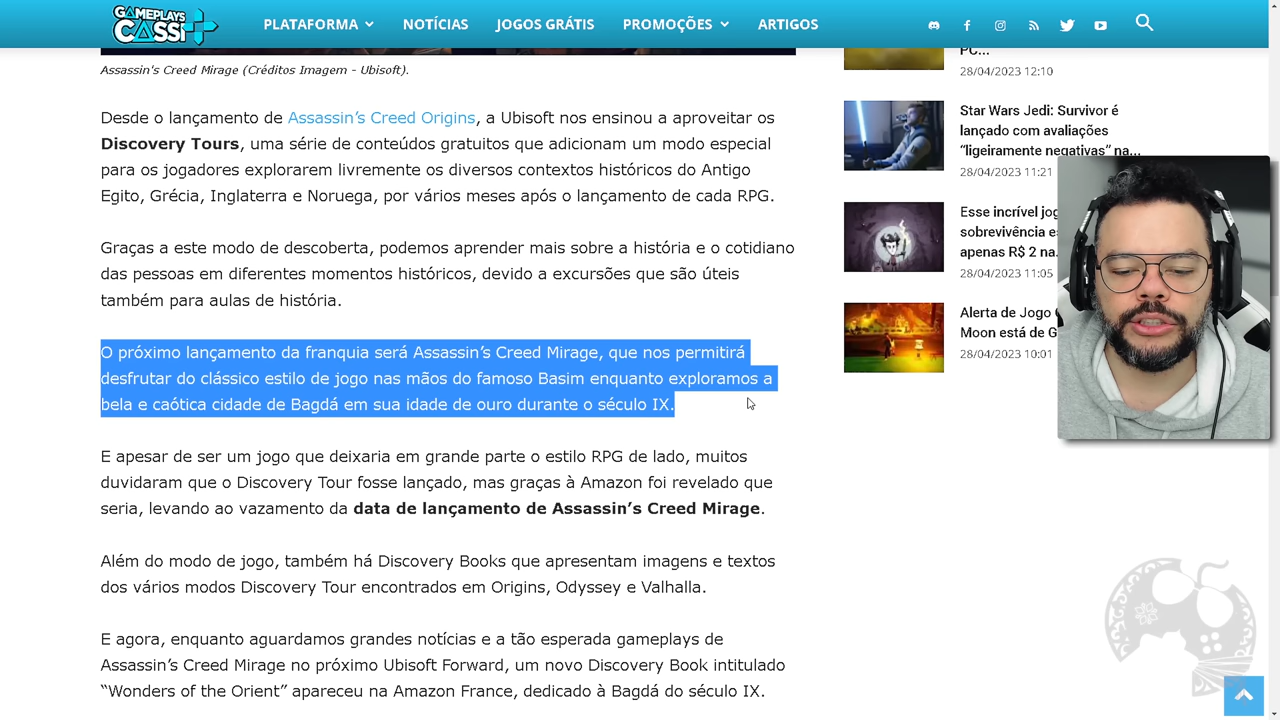 GAMEPLAYS
CASSI
PLATAFORMA
NOTÍCIAS
JOGOS GRÁTIS
PROMOÇÕES
ARTIGOS
Assassin's Creed Mirage (Créditos Imagem - Ubisoft).
Desde o lançamento de Assassin's Creed Origins, a Ubisoft nos ensinou a aproveitar os
Discovery Tours, uma série de conteúdos gratuitos que adicionam um modo especial
para os jogadores explorarem livremente os diversos contextos históricos do Antigo
Egito, Grécia, Inglaterra e Noruega, por vários meses após o lançamento de cada RPG.
Graças a este modo de descoberta, podemos aprender mais sobre a história e o cotidiano
das pessoas em diferentes momentos históricos, devido a excursões que são úteis
também para aulas de história.
O próximo lançamento da franquia será Assassin's Creed Mirage, que nos permitirá
desfrutar do clássico estilo de jogo nas mãos do famoso Basim enquanto exploramos a
bela e caótica cidade de Bagdá em sua idade de ouro durante o século IX.
E apesar de ser um jogo que deixaria em grande parte o estilo RPG de lado, muitos
duvidaram que o Discovery Tour fosse lançado, mas graças à Amazon foi revelado que
seria, levando ao vazamento da data de lançamento de Assassin's Creed Mirage.
Além do modo de jogo, também há Discovery Books que apresentam imagens e textos
dos vários modos Discovery Tour encontrados em Origins, Odyssey e Valhalla.
E agora, enquanto aguardamos grandes notícias e a tão esperada gameplays de
Assassin's Creed Mirage no próximo Ubisoft Forward, um novo Discovery Book intitulado
"Wonders of the Orient" apareceu na Amazon France, dedicado à Bagdá do século IX.
PC...
28/04/2023 12:10
Star Wars Jedi: Survivor é
lançado com avaliações
"ligeiramente negativas" na...
28/04/2023 11:21
Esse incrível jog
sobrevivência e
apenas R$ 2 na.
28/04/2023 11:05
Alerta de Jogo
Moon está de G
28/04/2023 10:01